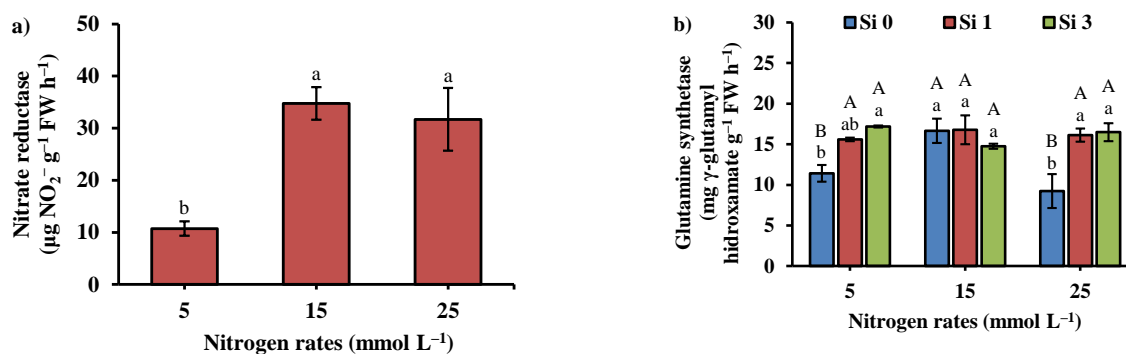 a)
Nitrate reductase
(µg NO₂⁻ g⁻¹ FW h⁻¹)
50
40
30
20
10
0
b
a
a
5 15 25
Nitrogen rates (mmol L⁻¹)
b)
Si 0 Si 1 Si 3
Glutamine synthetase
(mg γ-glutamyl
hidroxamate g⁻¹ FW h⁻¹)
30
25
20
15
10
5
0
B A A A A A B A A
b ab a a a a b a a
5 15 25
Nitrogen rates (mmol L⁻¹)